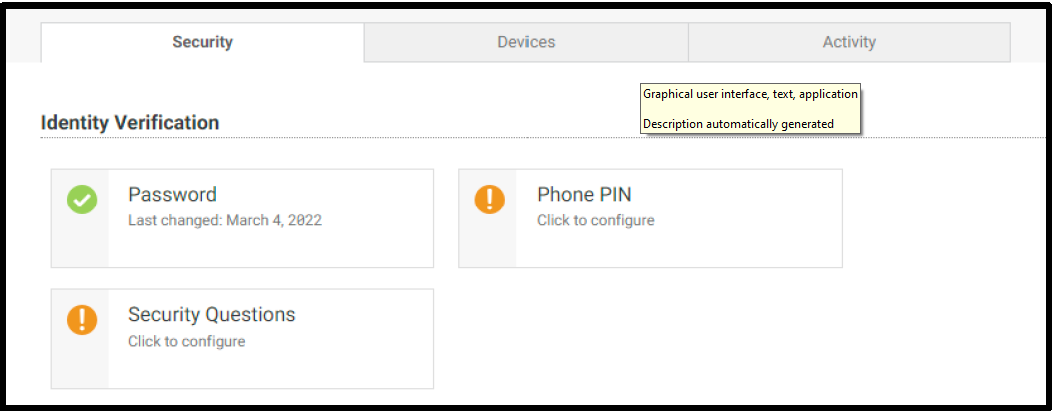 Security
Devices
Activity
Graphical user interface, text, application
Description automatically generated
Identity Verification
Password
Last changed: March 4, 2022
Phone PIN
Click to configure
Security Questions
Click to configure